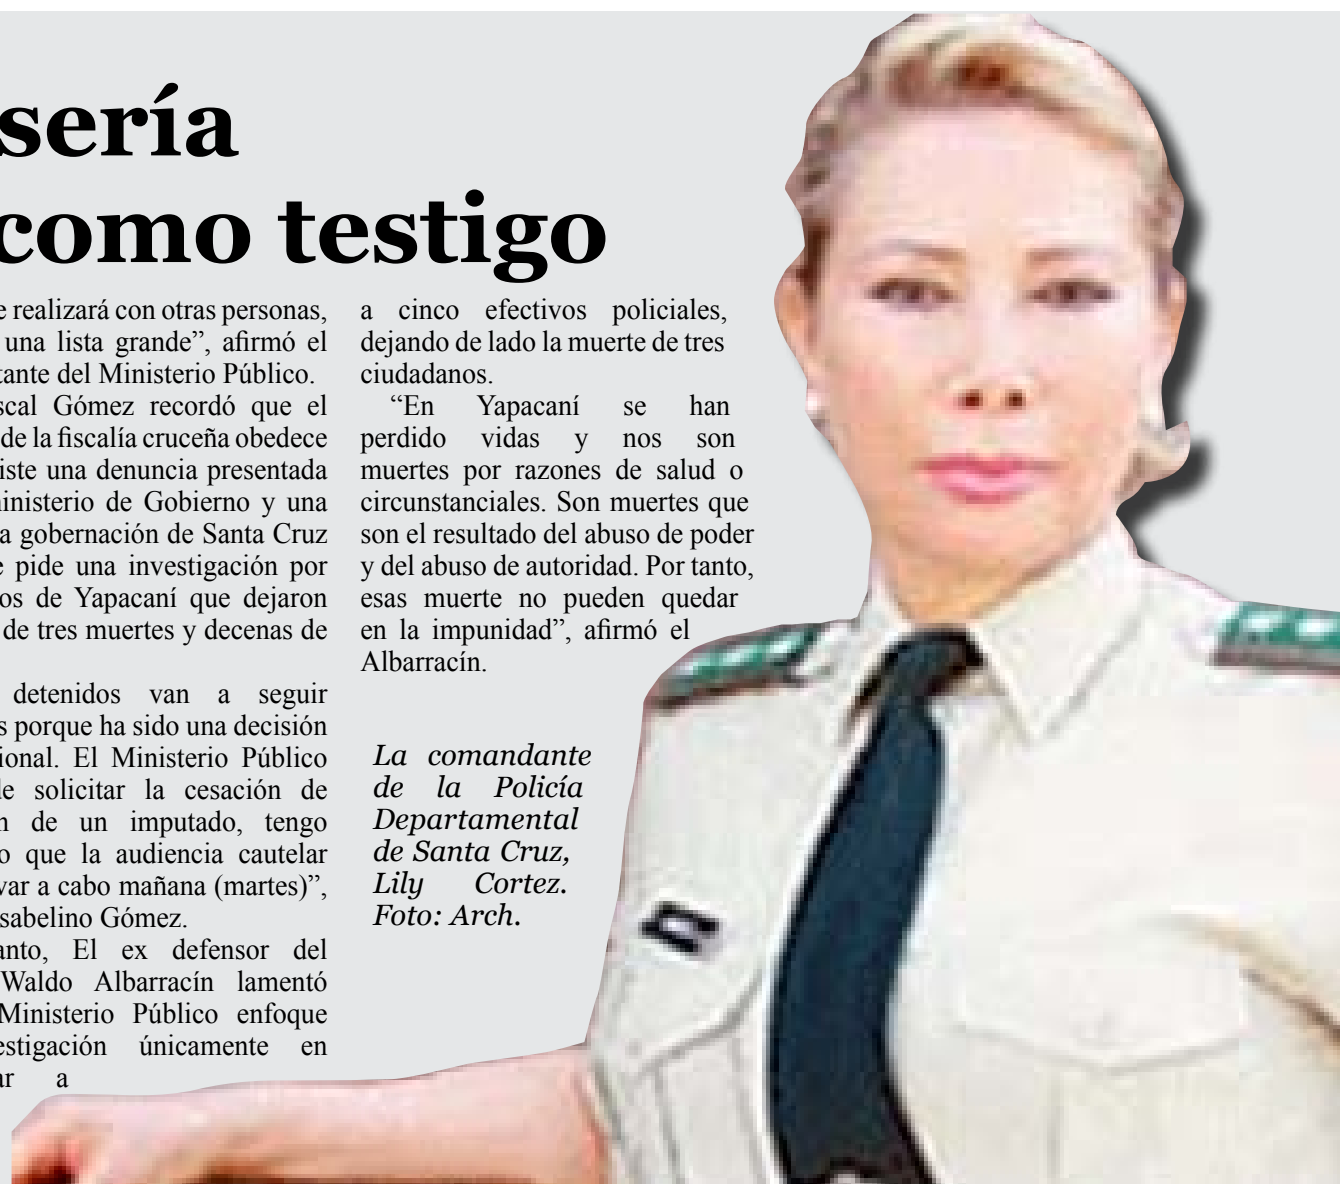 sería
como testigo
e realizará con otras personas,
una lista grande”, afirmó el
tante del Ministerio Público.
scal Gómez recordó que el
de la fiscalía cruceña obedece
iste una denuncia presentada
inisterio de Gobierno y una
a gobernación de Santa Cruz
e pide una investigación por
os de Yapacaní que dejaron
de tres muertes y decenas de
detenidos van a seguir
s porque ha sido una decisión
ional. El Ministerio Público
de solicitar la cesación de
n de un imputado, tengo
o que la audiencia cautelar
var a cabo mañana (martes)”,
sabelino Gómez.
anto, El ex defensor del
Waldo Albarracín lamentó
Ministerio Público enfoque
estigación únicamente en
ar a
a cinco efectivos policiales,
dejando de lado la muerte de tres
ciudadanos.
“En Yapacaní se han
perdido vidas y nos son
muertes por razones de salud o
circunstanciales. Son muertes que
son el resultado del abuso de poder
y del abuso de autoridad. Por tanto,
esas muerte no pueden quedar
en la impunidad”, afirmó el
Albarracín.
La comandante
de la Policía
Departamental
de Santa Cruz,
Lily Cortez.
Foto: Arch.